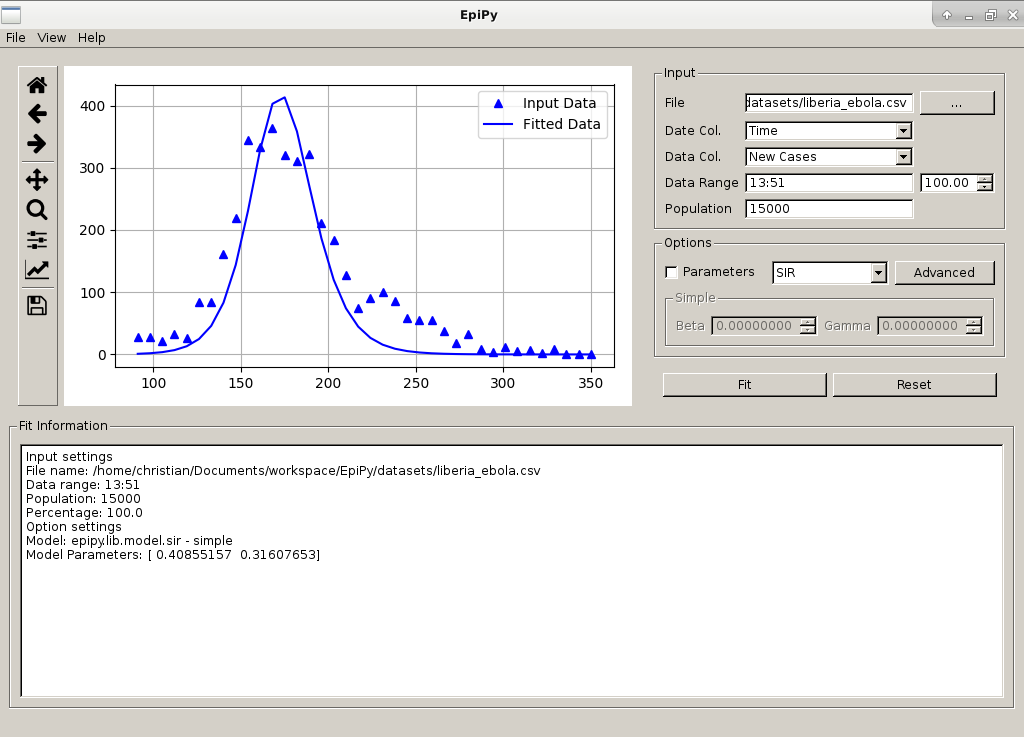 EpiPy
File View Help
400
300
200
100
0
100 150 200 250 300 350
Input Data
Fitted Data
Input
File datasets/liberia_ebola.csv ...
Date Col. Time
Data Col. New Cases
Data Range 13:51 100.00
Population 15000
Options
Parameters SIR Advanced
Simple
Beta 0.00000000 Gamma 0.00000000
Fit Reset
Fit Information
Input settings
File name: /home/christian/Documents/workspace/EpiPy/datasets/liberia_ebola.csv
Data range: 13:51
Population: 15000
Percentage: 100.0
Option settings
Model: epipy.lib.model.sir - simple
Model Parameters: [ 0.40855157  0.31607653]